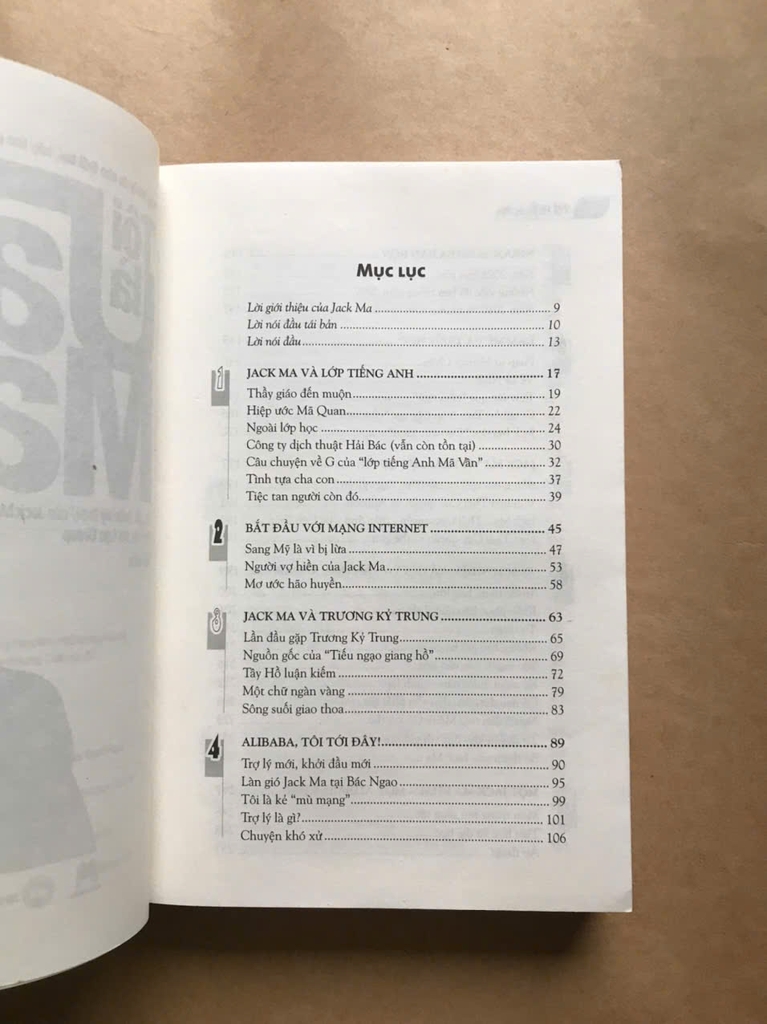 Mục lục
Lời giới thiệu của Jack Ma ........ 9
Lời nói đầu tái bản ........ 10
Lời nói đầu ........ 13
1 JACK MA VÀ LỚP TIẾNG ANH ........ 17
Thầy giáo đến muộn ........ 19
Hiệp ước Mã Quan ........ 22
Ngoài lớp học ........ 24
Công ty dịch thuật Hải Bác (vẫn còn tồn tại) ........ 30
Câu chuyện về G của “lớp tiếng Anh Mã Vân” ........ 32
Tình tựa cha con ........ 37
Tiệc tan người còn đó ........ 39
2 BẮT ĐẦU VỚI MẠNG INTERNET ........ 45
Sang Mỹ là vì bị lừa ........ 47
Người vợ hiền của Jack Ma ........ 53
Mơ ước hão huyền ........ 58
3 JACK MA VÀ TRƯƠNG KỶ TRUNG ........ 63
Lần đầu gặp Trương Kỷ Trung ........ 65
Nguồn gốc của “Tiếu ngạo giang hồ” ........ 69
Tây Hồ luận kiếm ........ 72
Một chữ ngàn vàng ........ 79
Sông suối giao thoa ........ 83
4 ALIBABA, TÔI TỚI ĐÂY! ........ 89
Trợ lý mới, khởi đầu mới ........ 90
Làn gió Jack Ma tại Bác Ngao ........ 95
Tôi là kẻ “mù mạng” ........ 99
Trợ lý là gì? ........ 101
Chuyện khó xử ........ 106